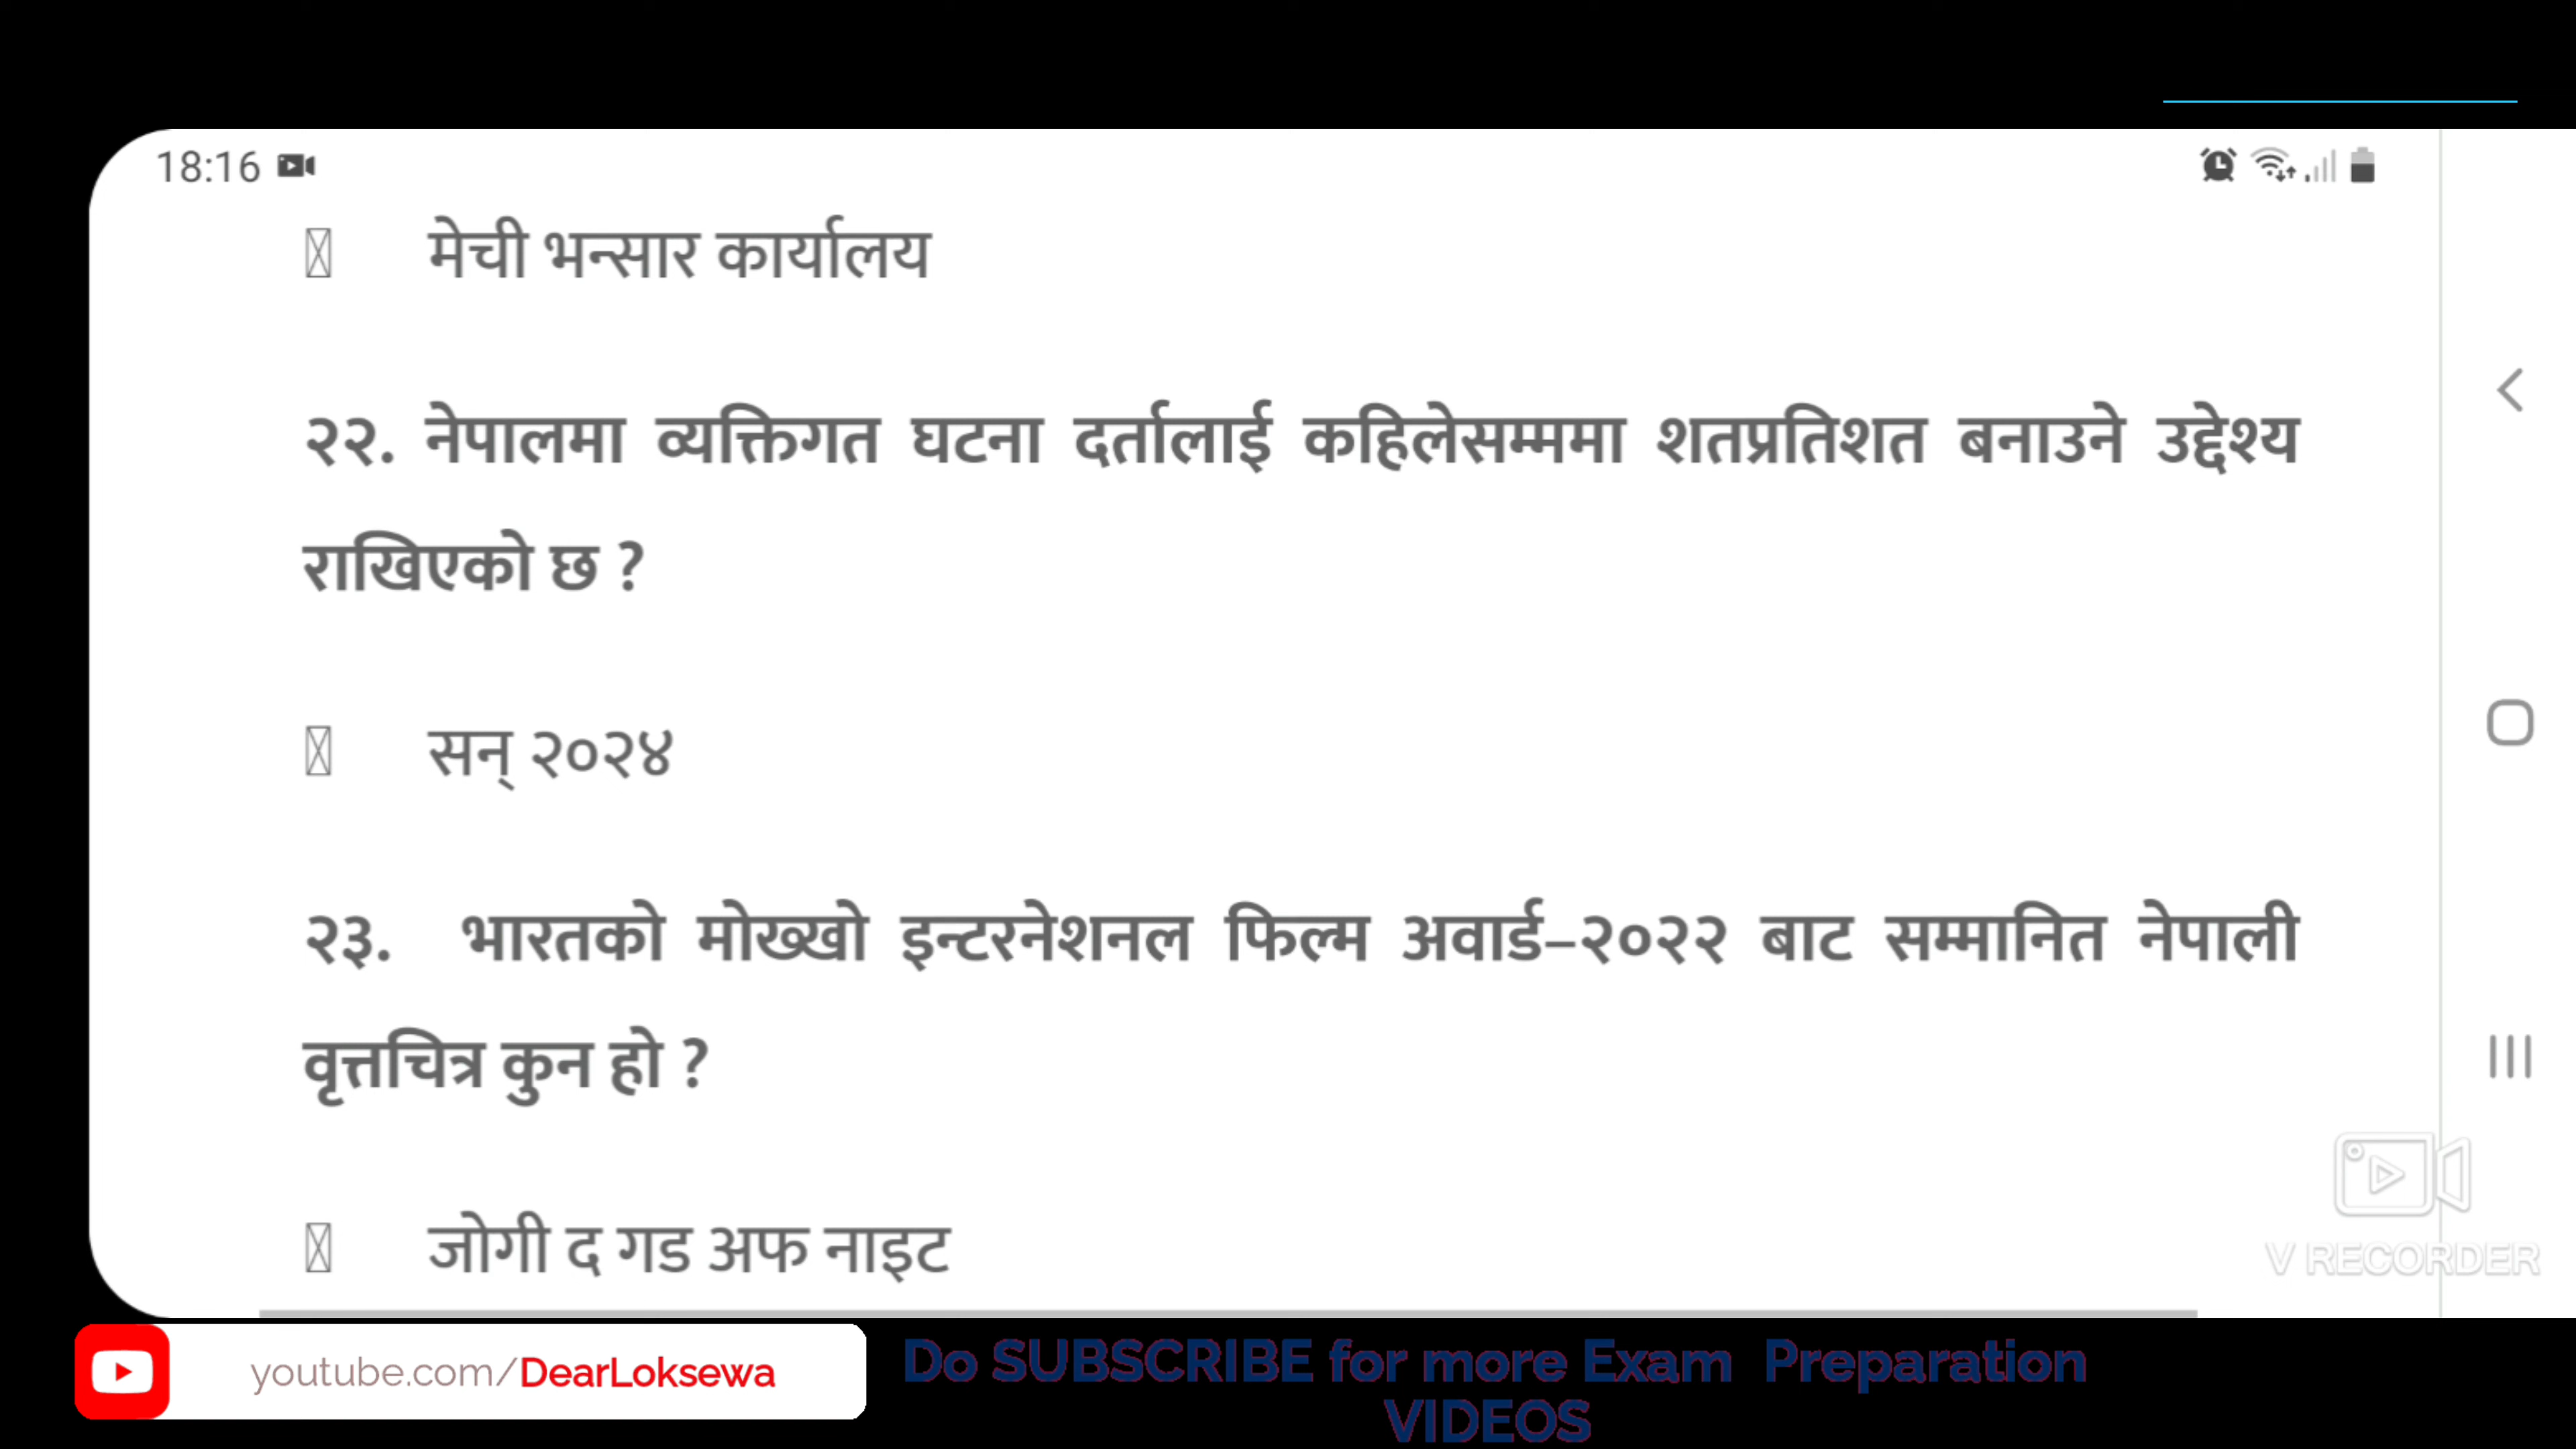 18:16
मेची भन्सार कार्यालय
२२. नेपालमा व्यक्तिगत घटना दर्तालाई कहिलेसम्ममा शतप्रतिशत बनाउने उद्देश्य
राखिएको छ ?
सन् २०२४
२३. भारतको मोख्खो इन्टरनेशनल फिल्म अवार्ड–२०२२ बाट सम्मानित नेपाली
वृत्तचित्र कुन हो ?
जोगी द गड अफ नाइट
V RECORDER
youtube.com/DearLoksewa
Do SUBSCRIBE for more Exam Preparation
VIDEOS